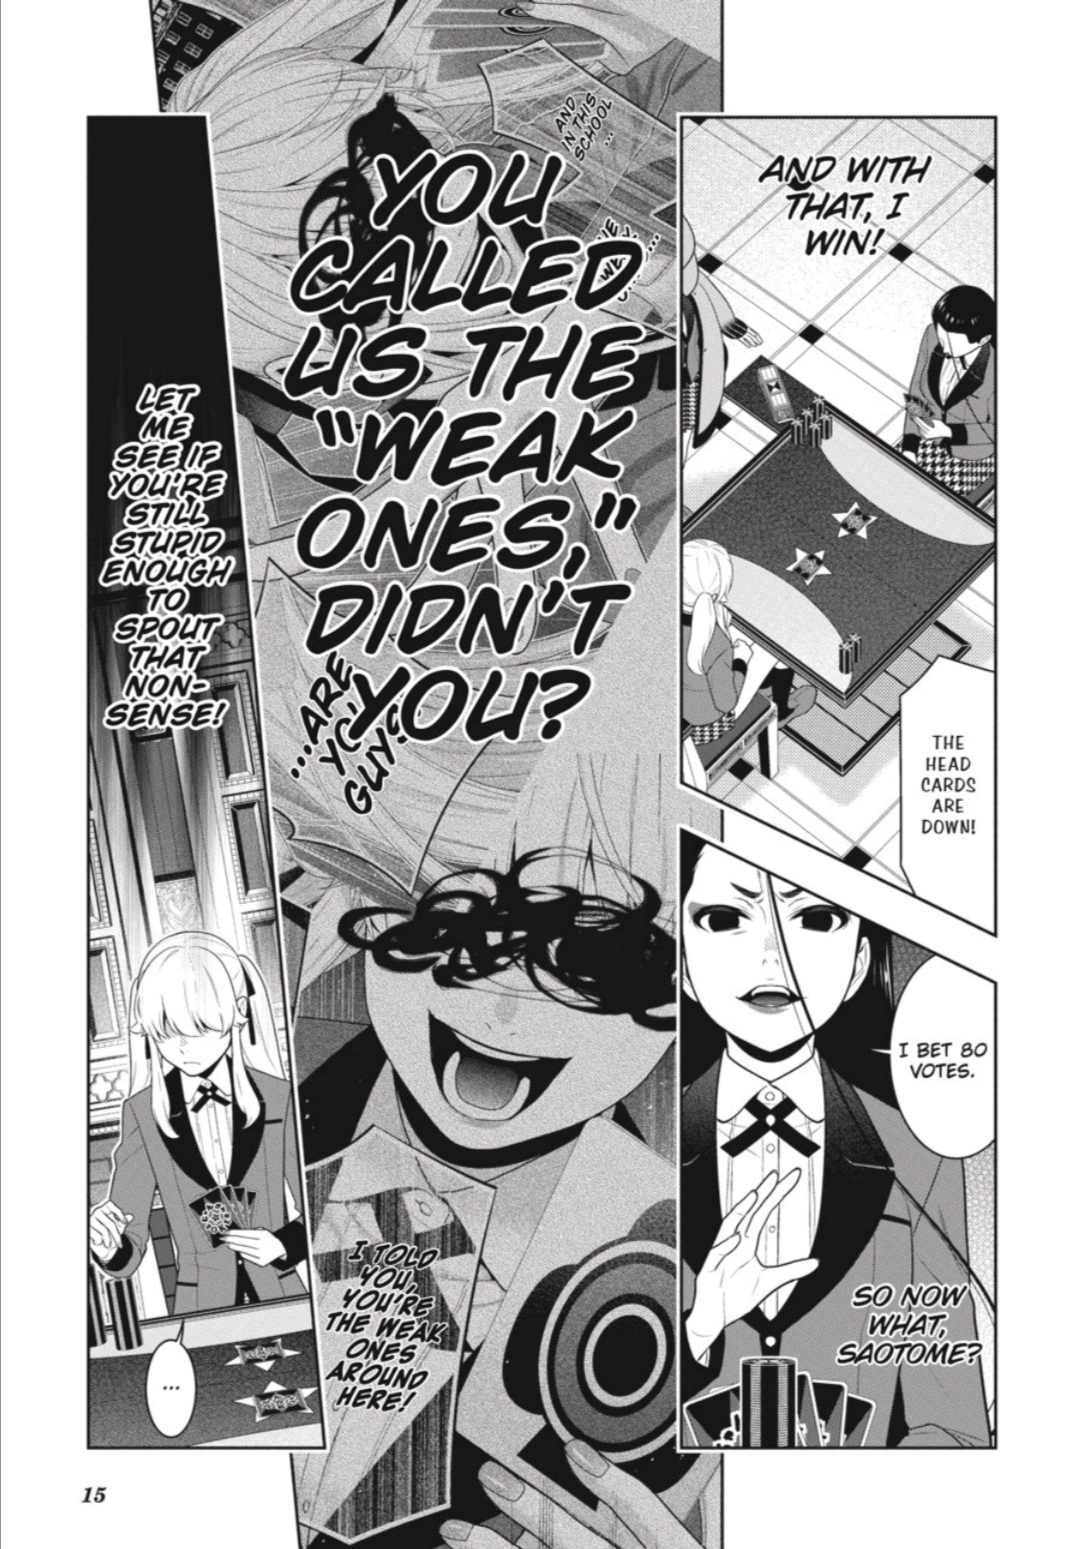 AND WITH
THAT, I
WIN!
THE
HEAD
CARDS
ARE
DOWN!
I BET 80
VOTES.
SO NOW
WHAT,
SAOTOME?
AND
IN THIS
SCHOOL
...
YOU
CALLED
US THE
"WEAK
ONES,"
DIDN'T
YOU?
...ARE
GUYS
I TOLD
YOU,
YOU'RE
THE WEAK
ONES
AROUND
HERE!
LET
ME
SEE IF
YOU'RE
STILL
STUPID
ENOUGH
TO
SPOUT
THAT
NON-
SENSE!
...
15